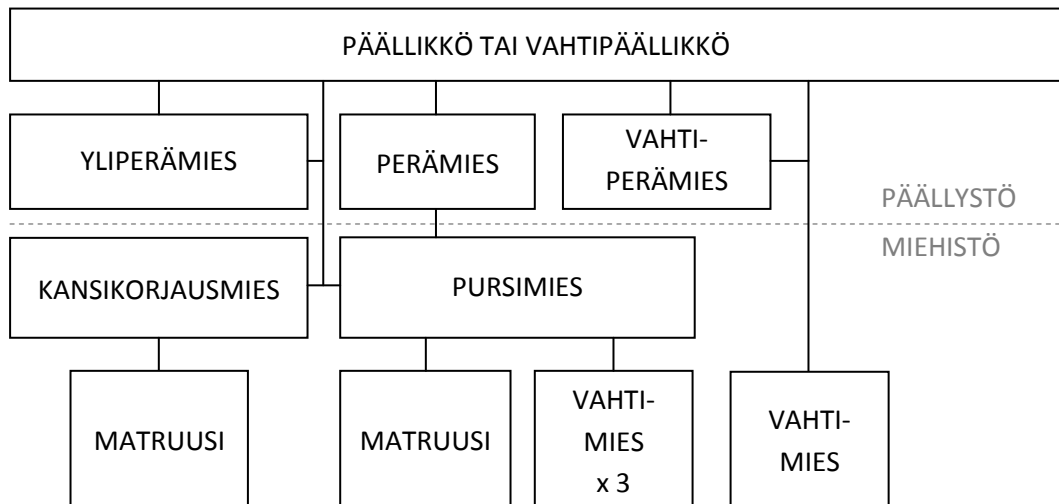 PÄÄLLIKKÖ TAI VAHTIPÄÄLLIKKÖ
YLIPERÄMIES
PERÄMIES
VAHTI-
PERÄMIES
PÄÄLLYSTÖ
MIEHISTÖ
KANSIKORJAUSMIES
PURSIMIES
MATRUUSI
MATRUUSI
VAHTI-
MIES
x 3
VAHTI-
MIES